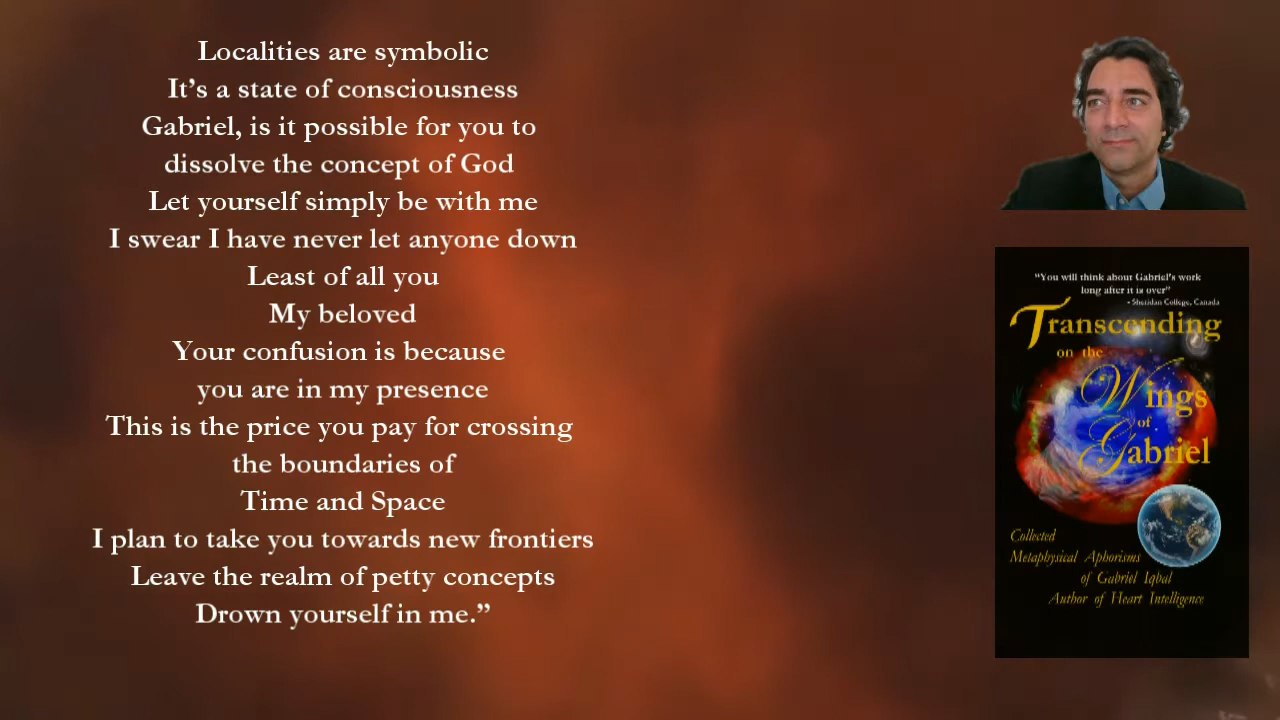 Localities are symbolic
It’s a state of consciousness
Gabriel, is it possible for you to
dissolve the concept of God
Let yourself simply be with me
I swear I have never let anyone down
Least of all you
My beloved
Your confusion is because
you are in my presence
This is the price you pay for crossing
the boundaries of
Time and Space
I plan to take you towards new frontiers
Leave the realm of petty concepts
Drown yourself in me.”
“You will think about Gabriel's work
long after it is over”
- Sheridan College, Canada
Transcending
on the
Wings
of
Gabriel
Collected
Metaphysical Aphorisms
of Gabriel Iqbal
Author of Heart Intelligence